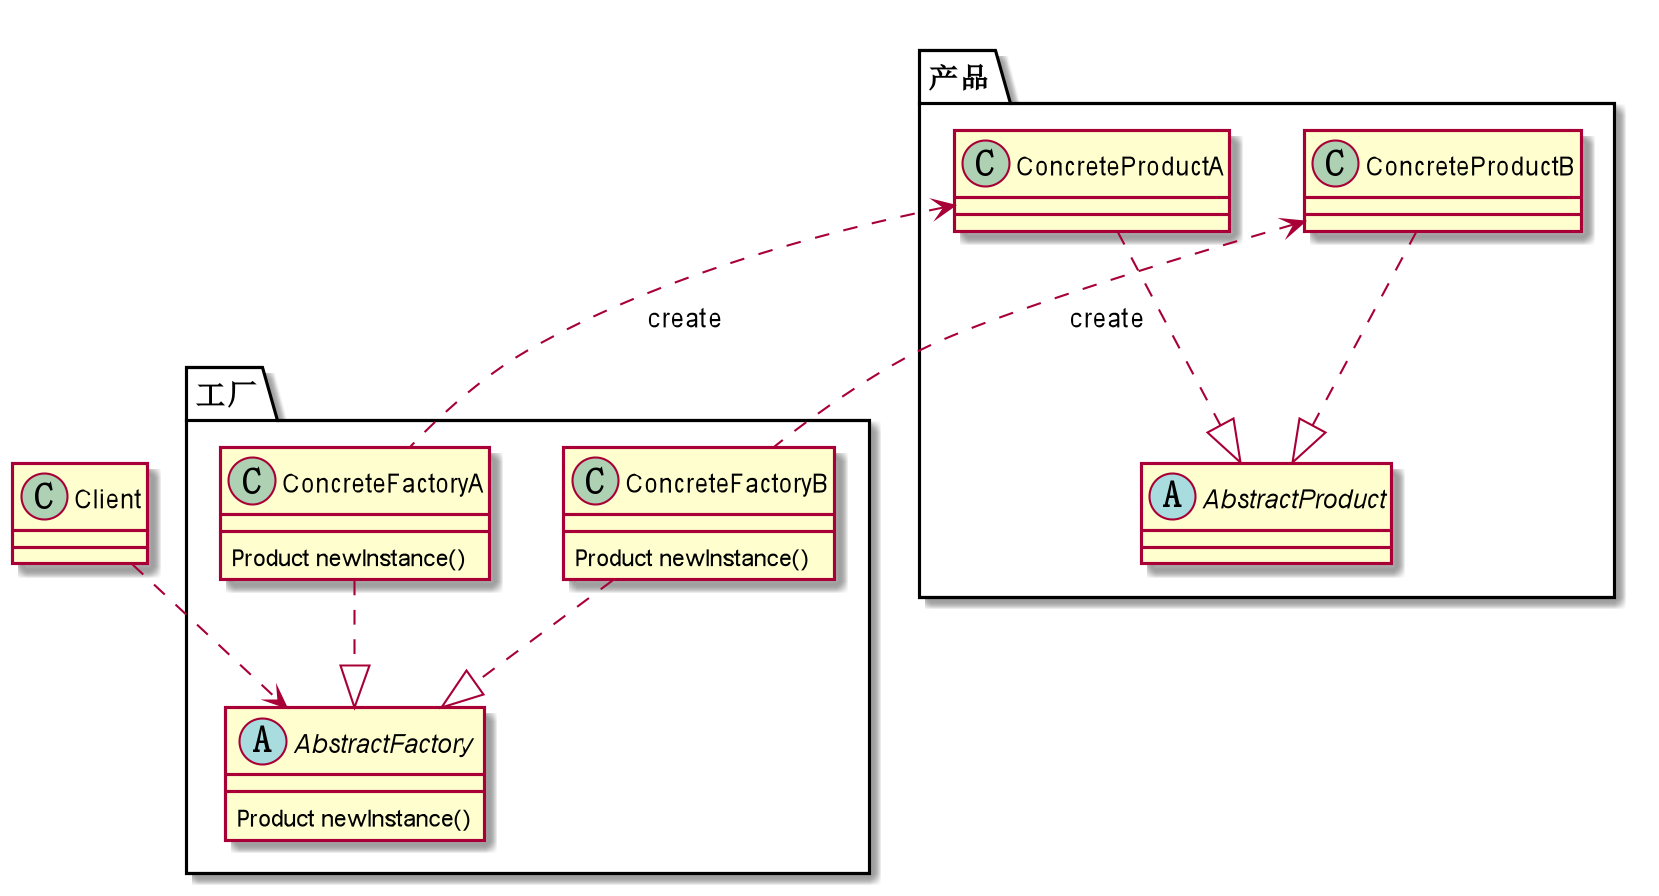 产品
C ConcreteProductA
C ConcreteProductB
create
create
工厂
C ConcreteFactoryA
Product newInstance()
C ConcreteFactoryB
Product newInstance()
C Client
A AbstractProduct
A AbstractFactory
Product newInstance()